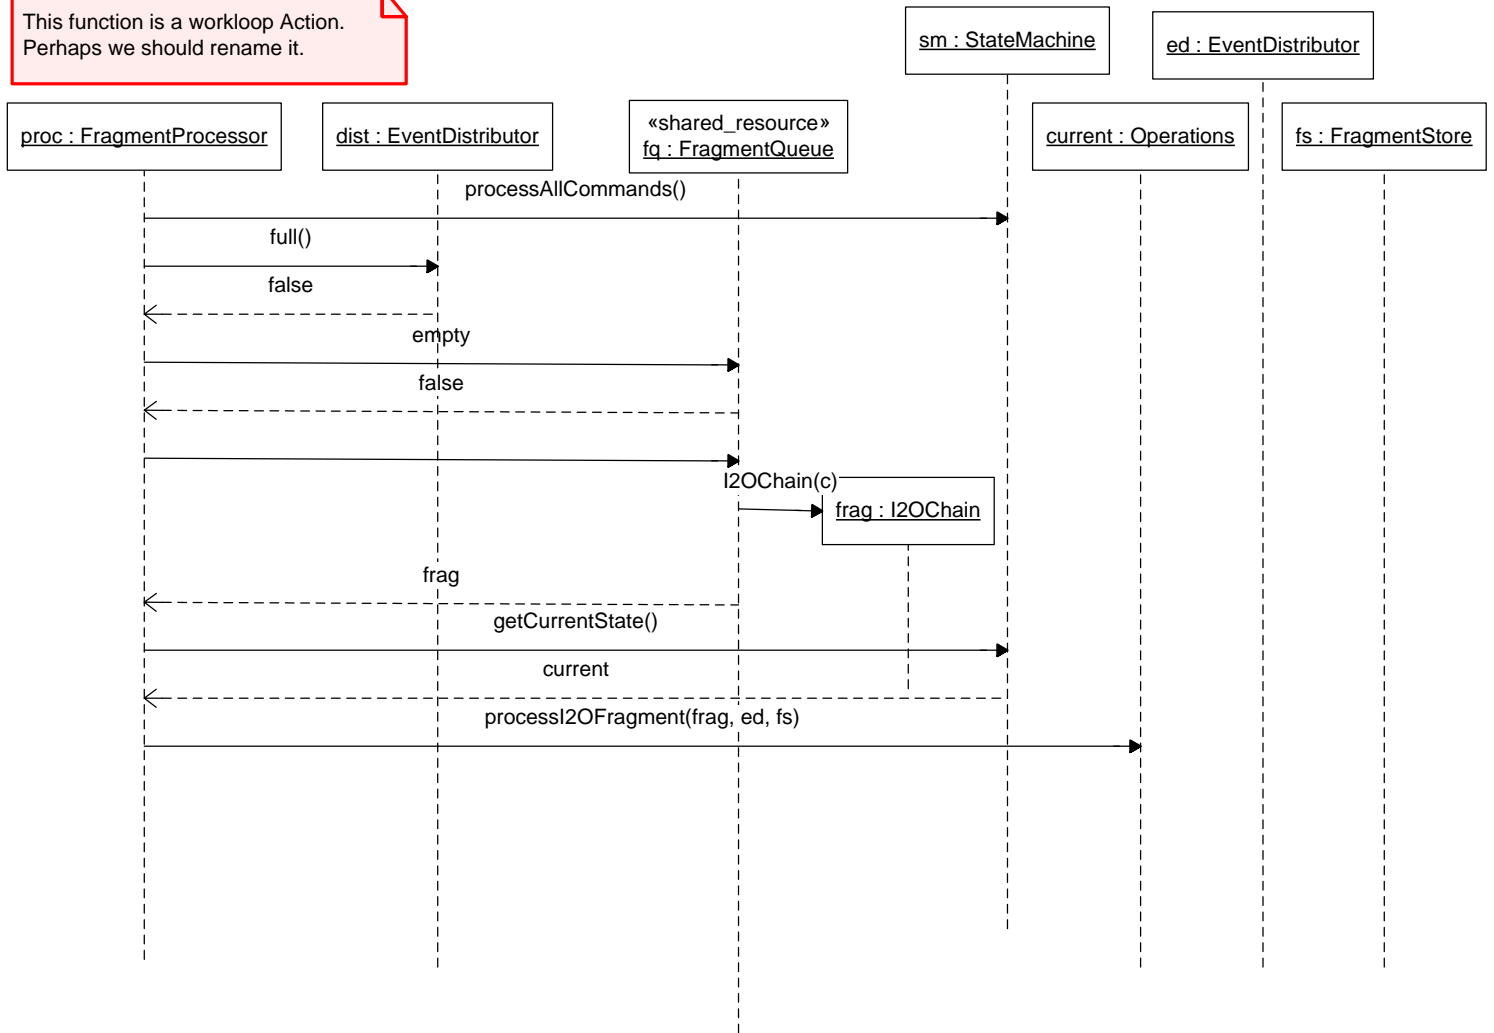 This function is a workloop Action.
Perhaps we should rename it.
sm : StateMachine
ed : EventDistributor
proc : FragmentProcessor
dist : EventDistributor
«shared_resource»
fq : FragmentQueue
current : Operations
fs : FragmentStore
processAllCommands()
full()
false
empty
false
I2OChain(c)
frag : I2OChain
frag
getCurrentState()
current
processI2OFragment(frag, ed, fs)